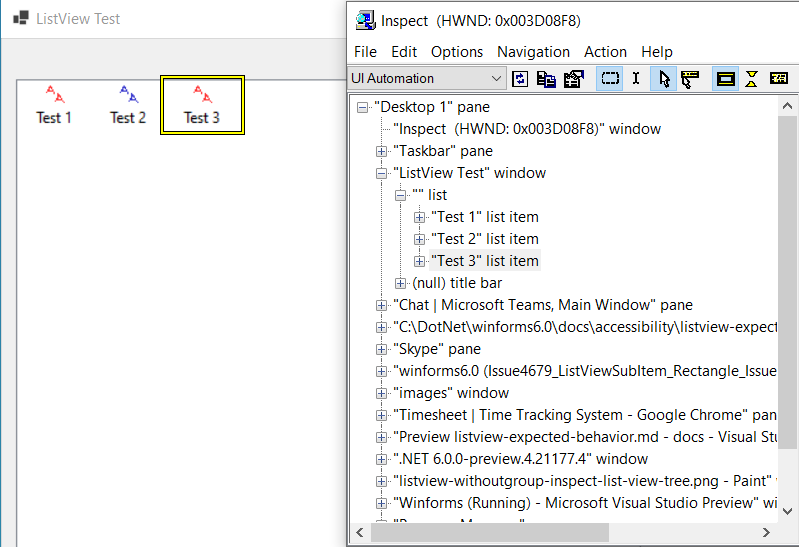 ListView Test
Test 1
Test 2
Test 3
Inspect (HWND: 0x003D08F8)
File Edit Options Navigation Action Help
UI Automation
"Desktop 1" pane
"Inspect (HWND: 0x003D08F8)" window
"Taskbar" pane
"ListView Test" window
"" list
"Test 1" list item
"Test 2" list item
"Test 3" list item
(null) title bar
"Chat | Microsoft Teams, Main Window" pane
"C:\DotNet\winforms6.0\docs\accessibility\listview-expect
"Skype" pane
"winforms6.0 (Issue4679_ListViewSubItem_Rectangle_Issue
"images" window
"Timesheet | Time Tracking System - Google Chrome" pan
"Preview listview-expected-behavior.md - docs - Visual Stu
".NET 6.0.0-preview.4.21177.4" window
"listview-withoutgroup-inspect-list-view-tree.png - Paint"
"Winforms (Running) - Microsoft Visual Studio Preview" wi